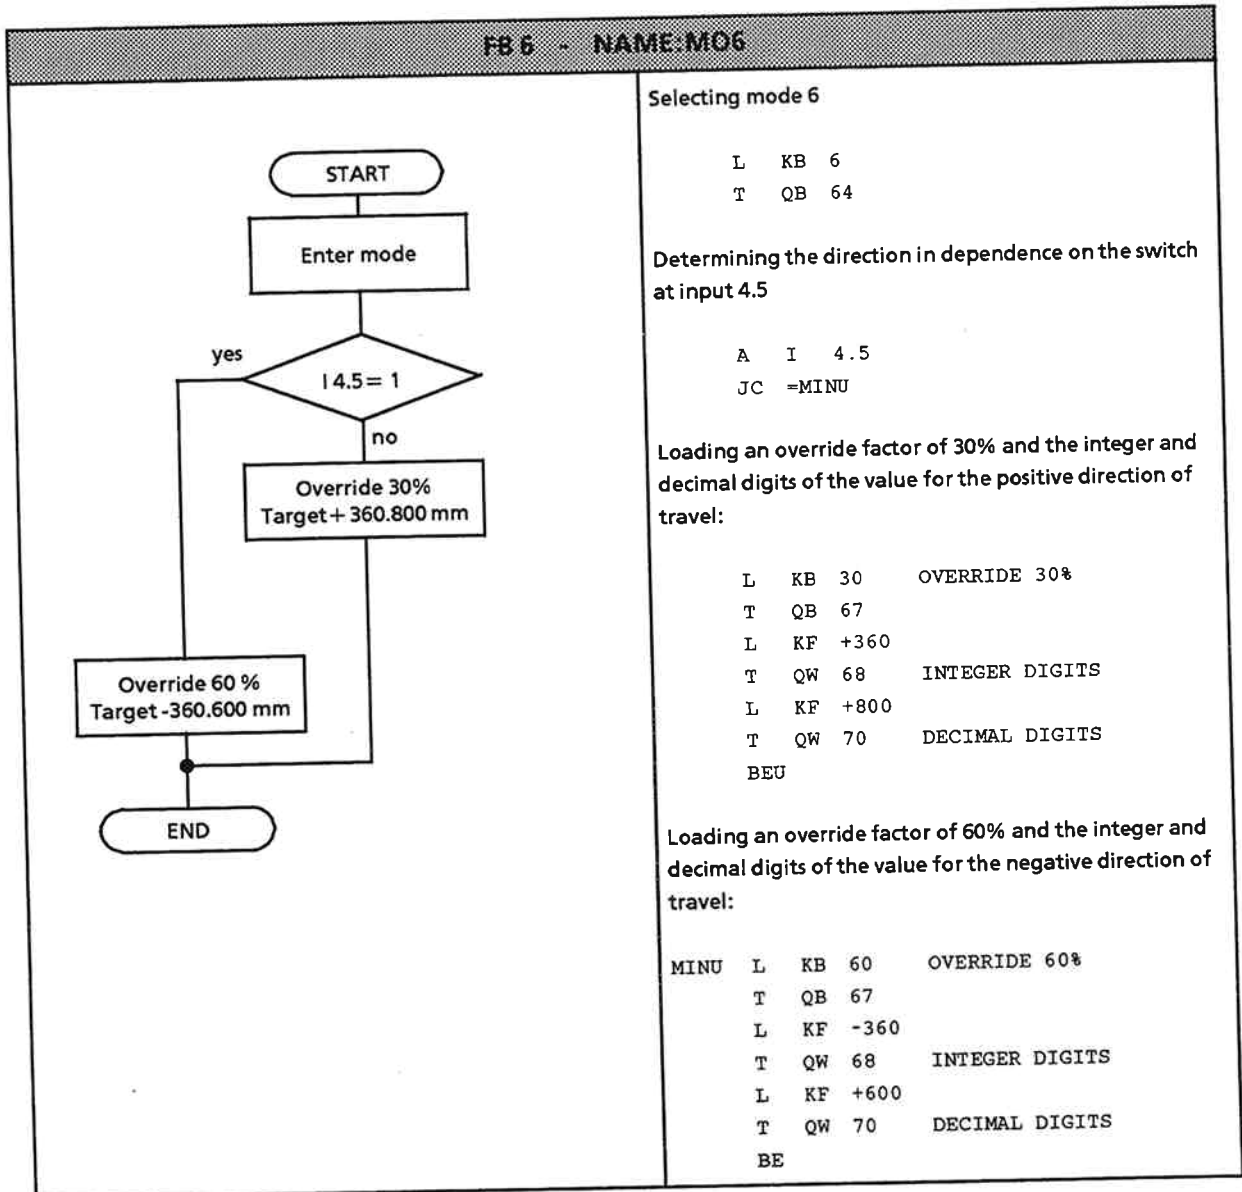 FB 6 - NAME:MO6
START
Enter mode
yes
I 4.5 = 1
no
Override 30%
Target + 360.800 mm
Override 60 %
Target -360.600 mm
END
Selecting mode 6
L KB 6
T QB 64
Determining the direction in dependence on the switch
at input 4.5
A I 4.5
JC =MINU
Loading an override factor of 30% and the integer and
decimal digits of the value for the positive direction of
travel:
L KB 30 OVERRIDE 30%
T QB 67
L KF +360
T QW 68 INTEGER DIGITS
L KF +800
T QW 70 DECIMAL DIGITS
BEU
Loading an override factor of 60% and the integer and
decimal digits of the value for the negative direction of
travel:
MINU L KB 60 OVERRIDE 60%
T QB 67
L KF -360
T QW 68 INTEGER DIGITS
L KF +600
T QW 70 DECIMAL DIGITS
BE